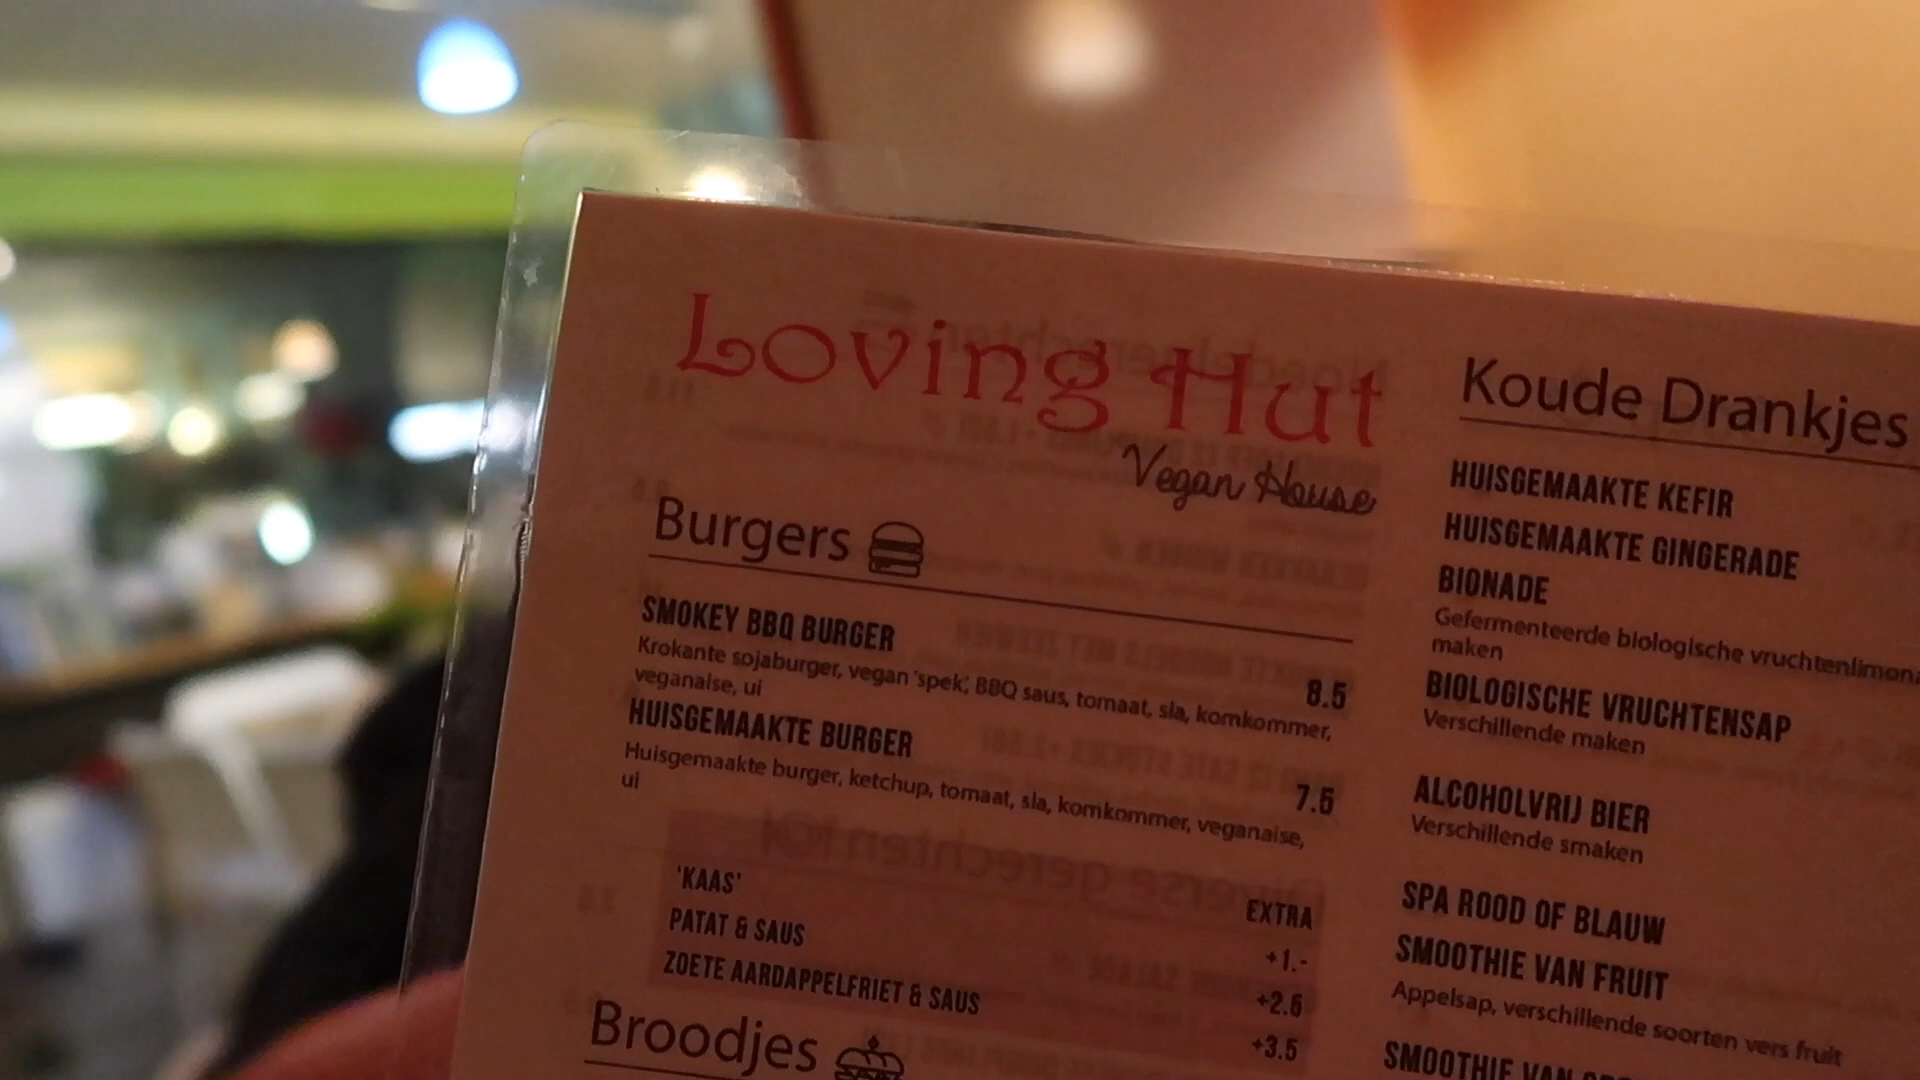 Loving Hut
Vegan House
Burgers
SMOKEY BBQ BURGER
8.5
Krokante sojaburger, vegan 'spek', BBQ saus, tomaat, sla, komkommer,
veganaise, ui
HUISGEMAAKTE BURGER
7.5
Huisgemaakte burger, ketchup, tomaat, sla, komkommer, veganaise,
ui
EXTRA
'KAAS'
+1.-
PATAT & SAUS
+2.5
ZOETE AARDAPPELFRIET & SAUS
+3.5
Broodjes
Koude Drankjes
HUISGEMAAKTE KEFIR
HUISGEMAAKTE GINGERADE
BIONADE
Gefermenteerde biologische
maken
BIOLOGISCHE VRUCHTENSAP
Verschillende maken
ALCOHOLVRIJ BIER
Verschillende smaken
SPA ROOD OF BLAUW
SMOOTHIE VAN FRUIT
Appelsap, verschillende soorten vers fruit
SMOOTHIE VAN